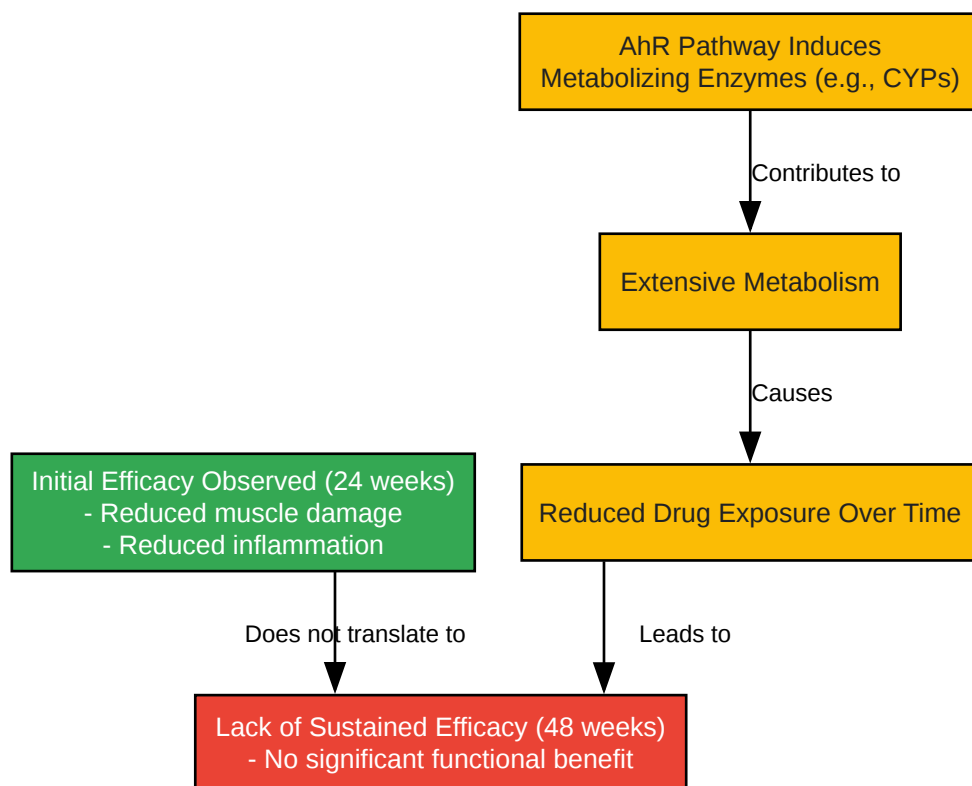 AhR Pathway Induces
Metabolizing Enzymes (e.g., CYPs)
Contributes to
Extensive Metabolism
Causes
Initial Efficacy Observed (24 weeks)
- Reduced muscle damage
- Reduced inflammation
Reduced Drug Exposure Over Time
Does not translate to
Leads to
Lack of Sustained Efficacy (48 weeks)
- No significant functional benefit